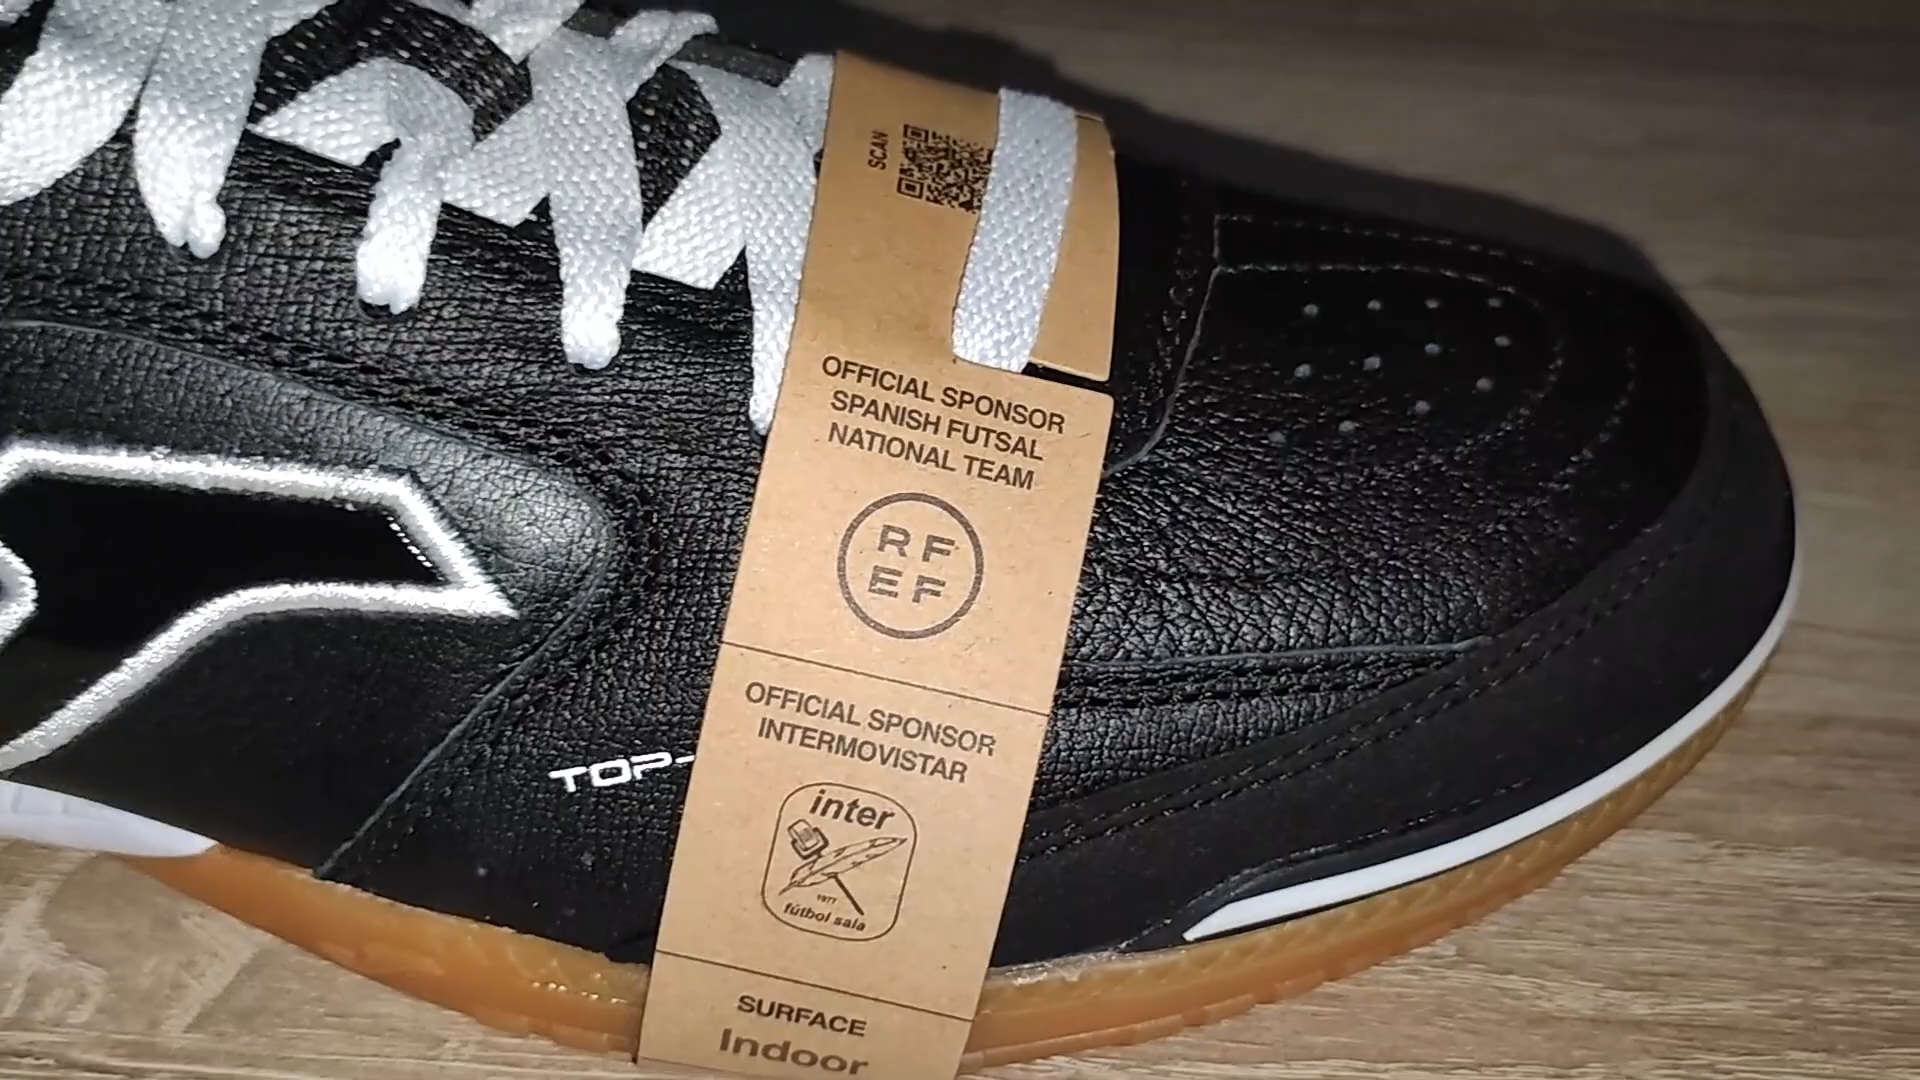 SCAN
OFFICIAL SPONSOR
SPANISH FUTSAL
NATIONAL TEAM
RF
EF
OFFICIAL SPONSOR
INTERMOVISTAR
TOP-
inter
1977
fútbol sala
SURFACE
Indoor